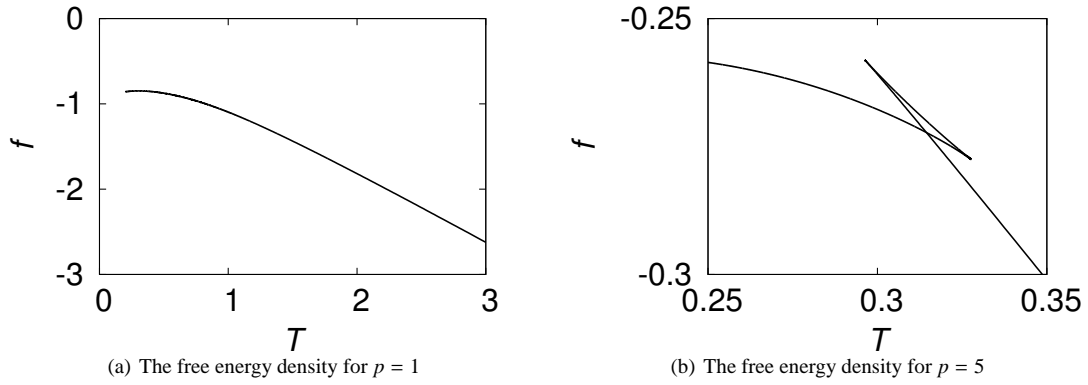 0
-1
-2
-3
f
0
1
2
3
T
(a) The free energy density for p = 1
-0.25
-0.3
f
0.25
0.3
0.35
T
(b) The free energy density for p = 5